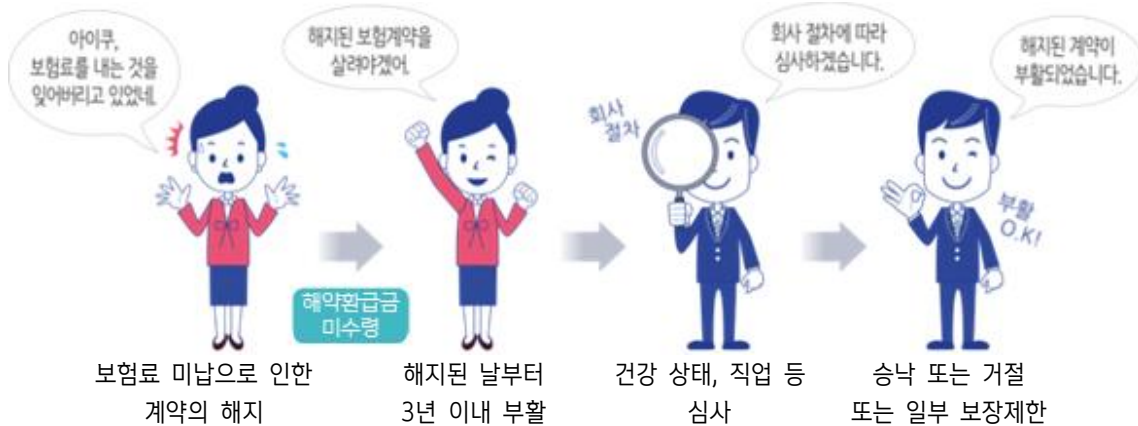 아이쿠,
보험료를 내는 것을
잊어버리고 있었네.
해지된 보험계약을
살려야겠어.
회사 절차에 따라
심사하겠습니다.
해지된 계약이
부활되었습니다.
회사
절차
부활
O.K!
해약환급금
미수령
보험료 미납으로 인한
계약의 해지
해지된 날부터
3년 이내 부활
건강 상태, 직업 등
심사
승낙 또는 거절
또는 일부 보장제한